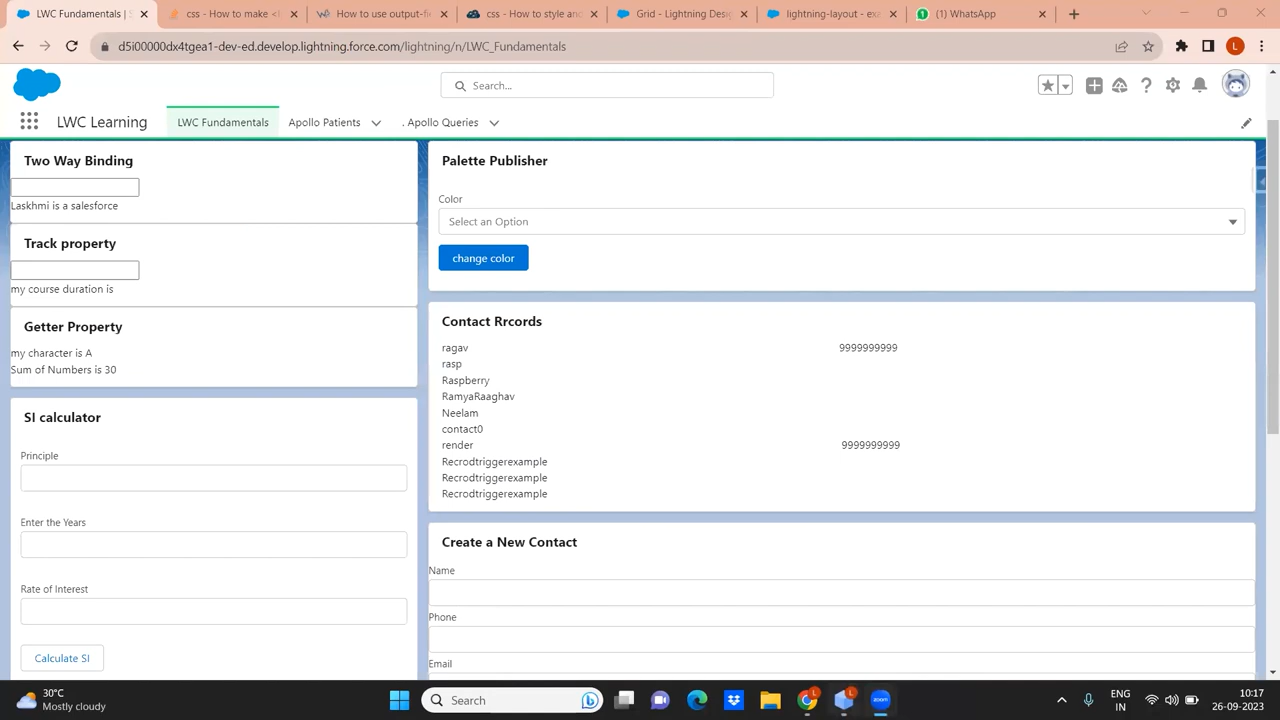 LWC Fundamentals | S
css - How to make <l
How to use output-fi
css - How to style and
Grid - Lightning Desi
lightning-layout - exa
(1) WhatsApp
d5i00000dx4tgea1-dev-ed.develop.lightning.force.com/lightning/n/LWC_Fundamentals
L
Search...
LWC Learning
LWC Fundamentals
Apollo Patients
. Apollo Queries
Two Way Binding
Laskhmi is a salesforce
Track property
my course duration is
Getter Property
my character is A
Sum of Numbers is 30
SI calculator
Principle
Enter the Years
Rate of Interest
Calculate SI
Palette Publisher
Color
Select an Option
change color
Contact Rrcords
ragav 9999999999
rasp
Raspberry
RamyaRaaghav
Neelam
contact0
render 9999999999
Recrodtriggerexample
Recrodtriggerexample
Recrodtriggerexample
Create a New Contact
Name
Phone
Email
30°C
Mostly cloudy
Search
L
L
zoom
ENG
IN
10:17
26-09-2023